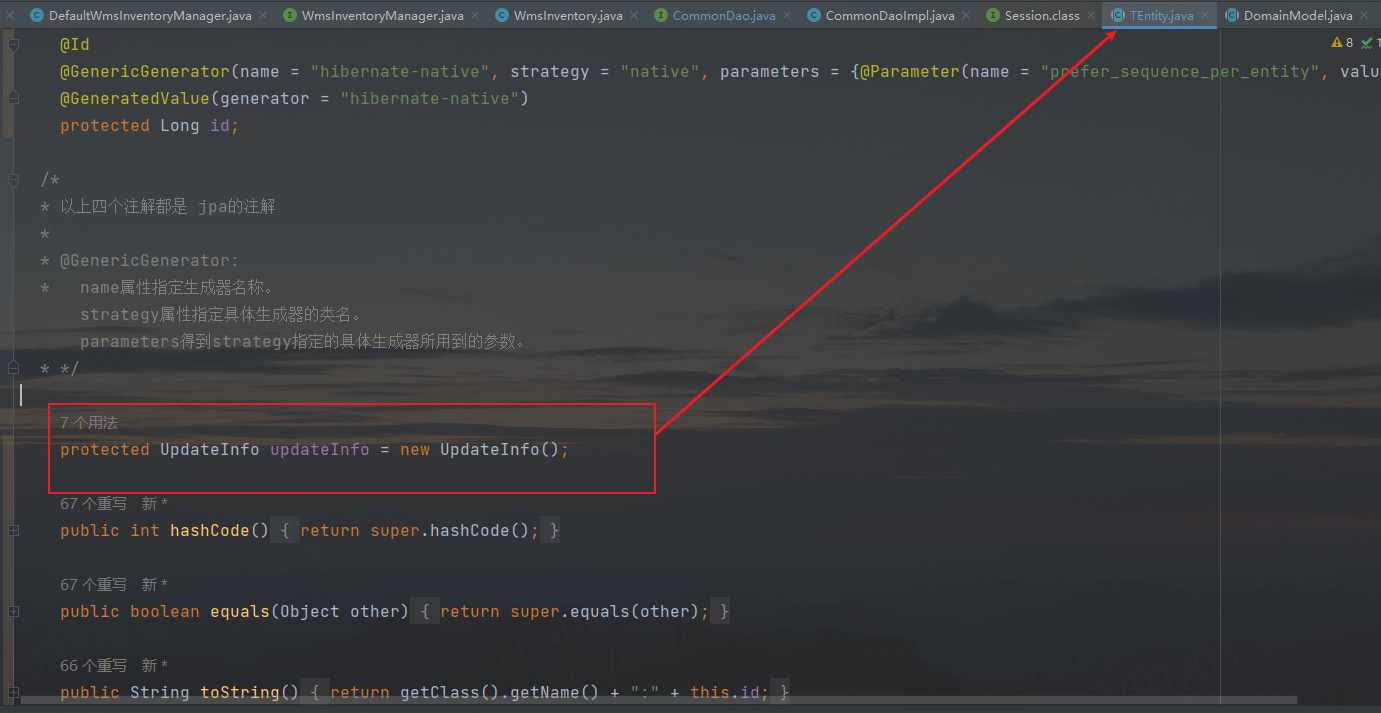 DefaultWmsInventoryManager.java WmsInventoryManager.java WmsInventory.java CommonDao.java CommonDaoImpl.java Session.class TEntity.java DomainModel.java
@Id
8 1
@GenericGenerator(name = "hibernate-native", strategy = "native", parameters = {@Parameter(name = "prefer_sequence_per_entity", valu
@GeneratedValue(generator = "hibernate-native")
protected Long id;
/*
* 以上四个注解都是 jpa的注解
*
* @GenericGenerator:
* name属性指定生成器名称。
strategy属性指定具体生成器的类名。
parameters得到strategy指定的具体生成器所用到的参数。
* */
7 个用法
protected UpdateInfo updateInfo = new UpdateInfo();
67 个重写 新 *
public int hashCode() { return super.hashCode(); }
67 个重写 新 *
public boolean equals(Object other) { return super.equals(other); }
66 个重写 新 *
public String toString() { return getClass().getName() + ":" + this.id; }